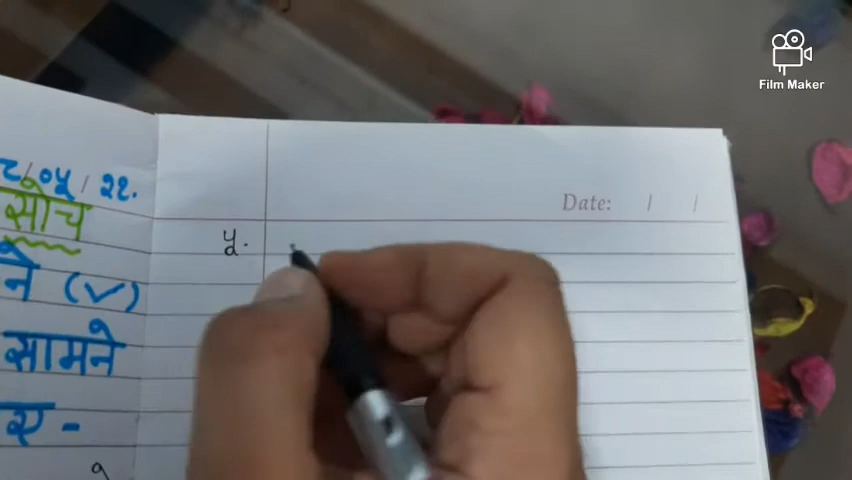 Film Maker
Date: / /
८/०५/२२.
सोच
ने (✓)
सामने
५.